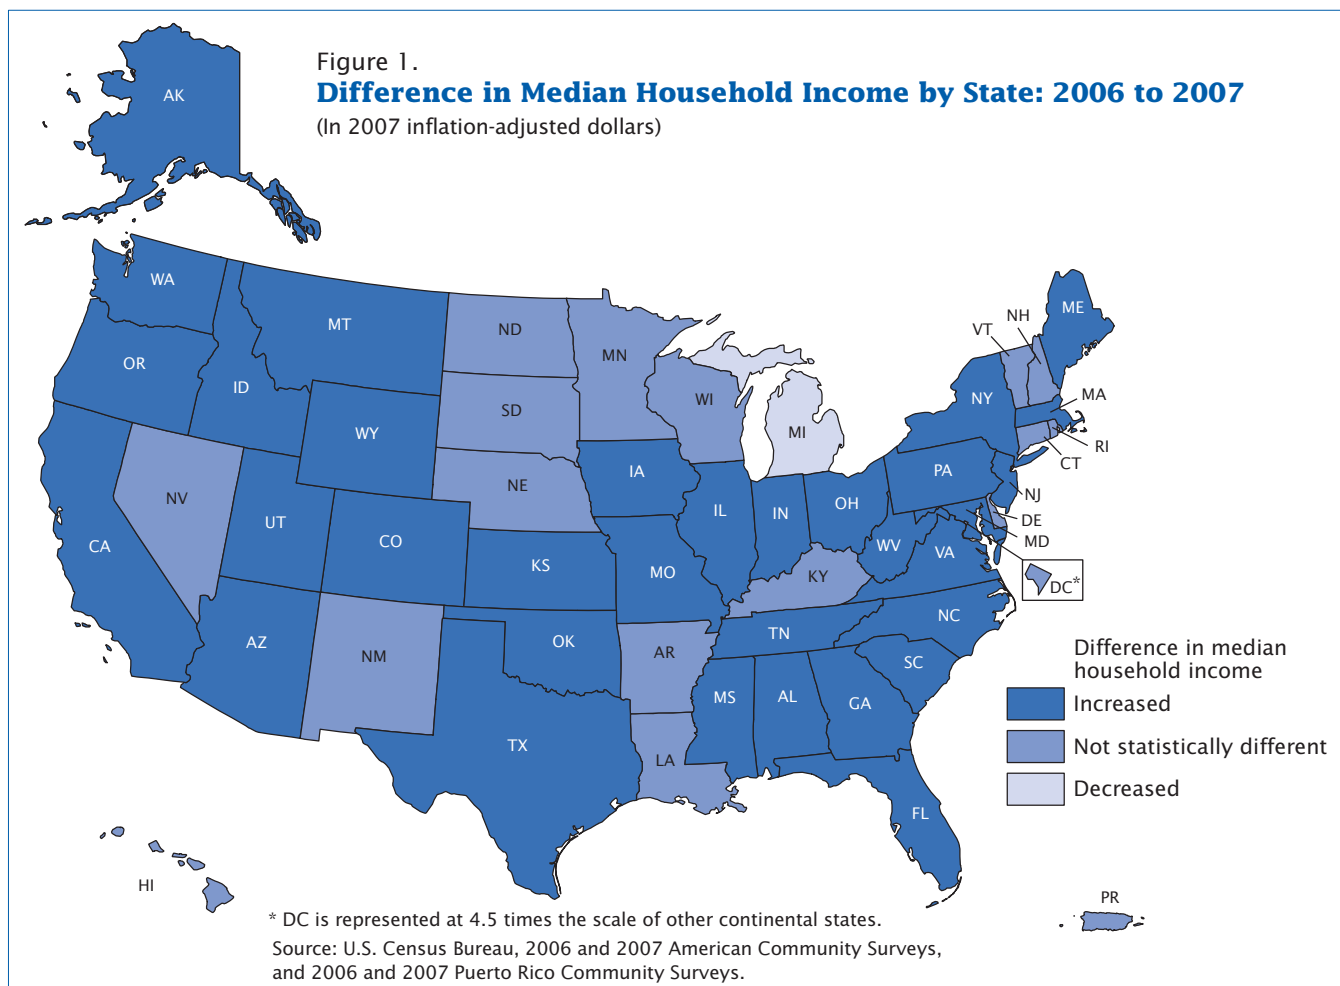 Figure 1.
Difference in Median Household Income by State: 2006 to 2007
(In 2007 inflation-adjusted dollars)
AK
WA
MT
ND
MN
ME
NH
VT
OR
ID
SD
WI
NY
MA
WY
MI
RI
CT
IA
PA
NV
NE
NJ
UT
IL
IN
OH
DE
CA
CO
MD
WV
VA
KS
MO
KY
DC*
AZ
NM
OK
AR
TN
NC
SC
MS
AL
GA
TX
LA
FL
HI
PR
Difference in median
household income
Increased
Not statistically different
Decreased
* DC is represented at 4.5 times the scale of other continental states.
Source: U.S. Census Bureau, 2006 and 2007 American Community Surveys,
and 2006 and 2007 Puerto Rico Community Surveys.